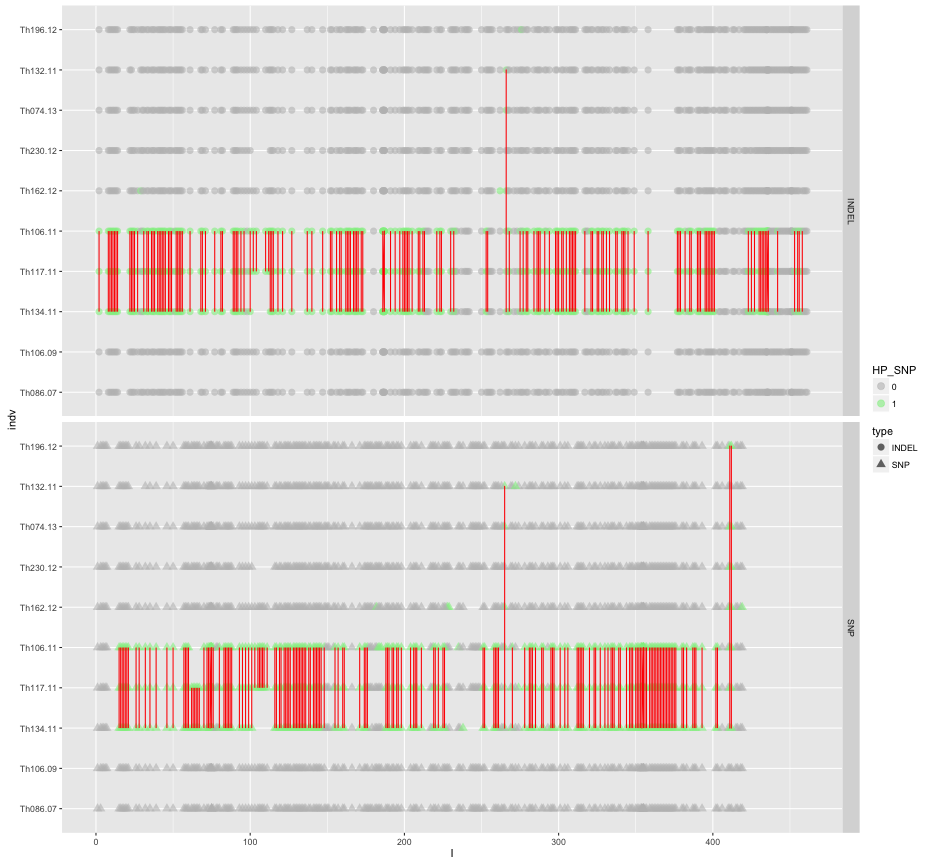 Th196.12
Th132.11
Th074.13
Th230.12
Th162.12
Th106.11
Th117.11
Th134.11
Th106.09
Th086.07
INDEL
indv
Th196.12
Th132.11
Th074.13
Th230.12
Th162.12
Th106.11
Th117.11
Th134.11
Th106.09
Th086.07
SNP
0
100
200
300
400
I
HP_SNP
0
1
type
INDEL
SNP